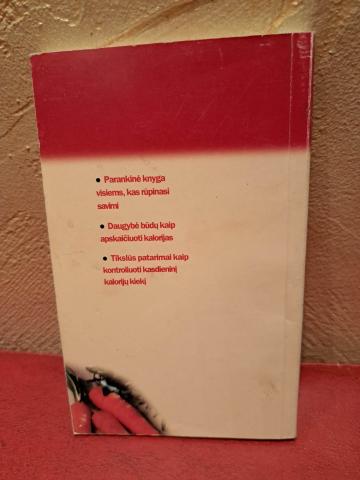 • Parankinė knyga
visiems, kas rūpinasi
savimi
• Daugybė būdų kaip
apskaičiuoti kalorijas
• Tikslūs patarimai kaip
kontroliuoti kasdieninį
kalorijų kiekį